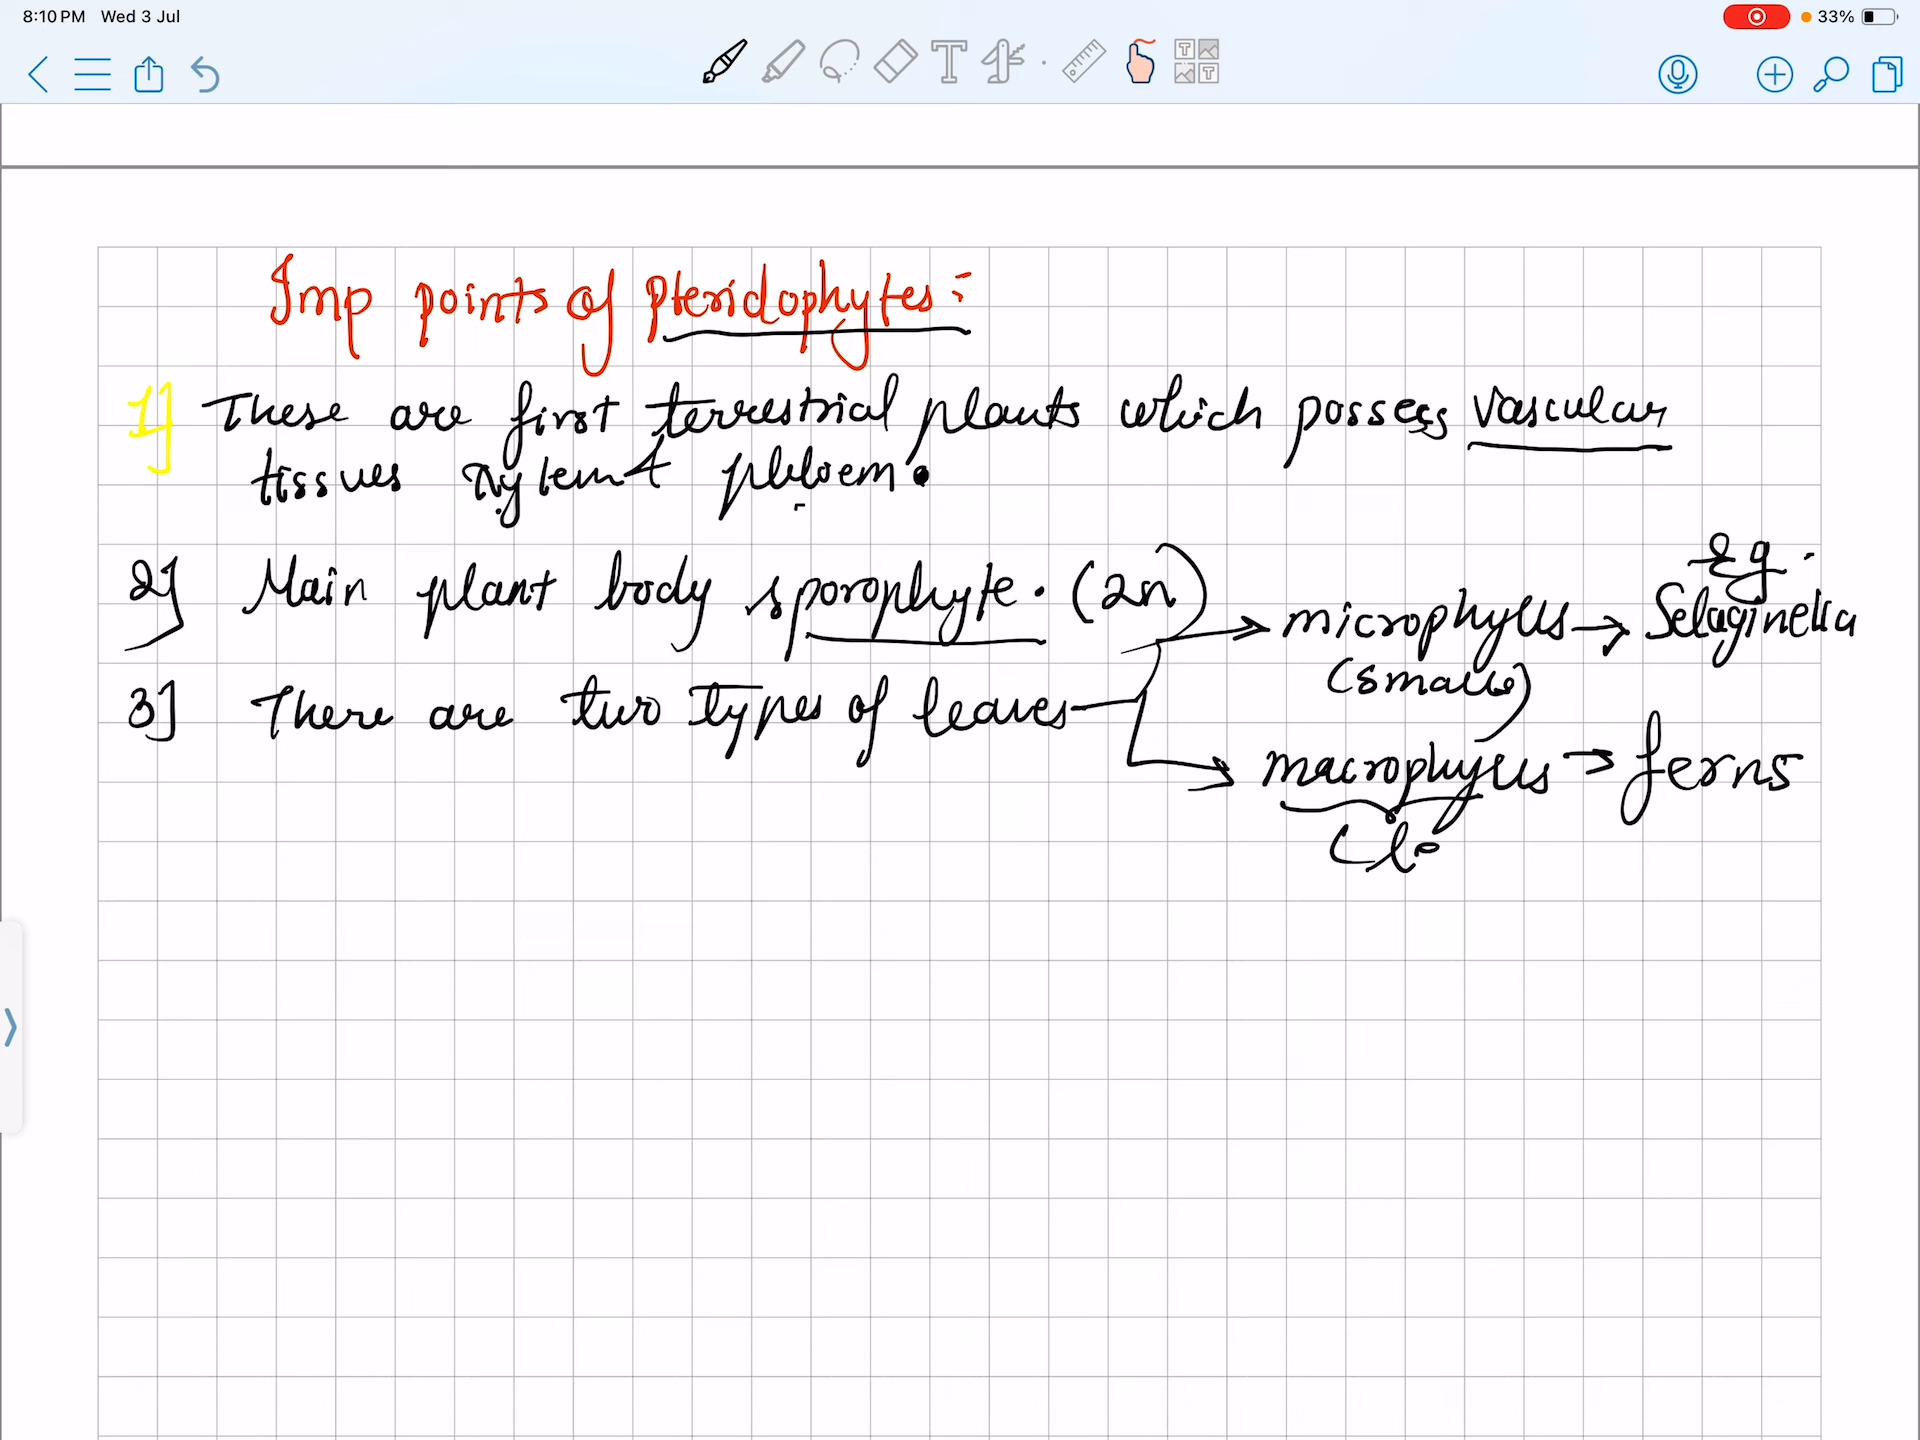 8:10 PM Wed 3 Jul
33%
Imp points of Pteridophytes:
1] These are first terrestrial plants which possess vascular
tissues xylem & phloem.
2] Main plant body sporophyte. (2n)
Eg.
→ microphylls → Selaginella
(small)
3] There are two types of leaves
→ macrophylls → ferns
(la